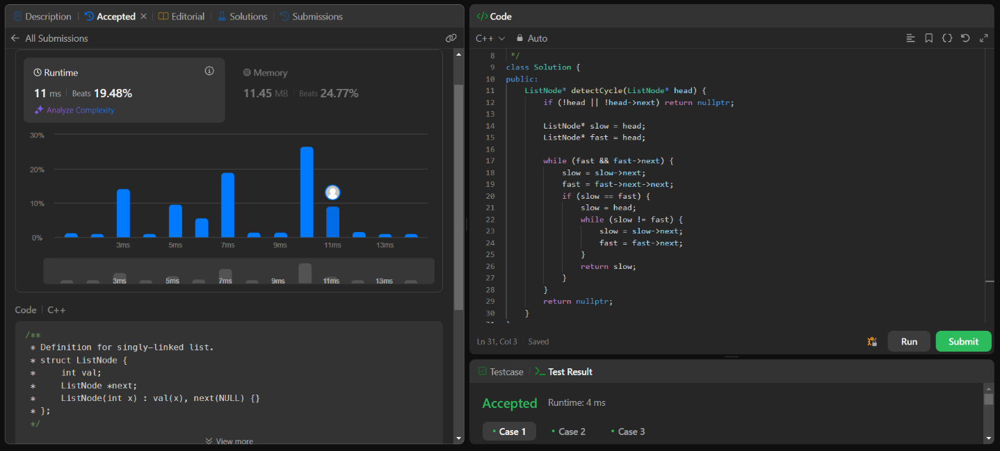 Description Accepted Editorial Solutions Submissions
All Submissions
Runtime
11 ms Beats 19.48%
Analyze Complexity
Memory
11.45 MB Beats 24.77%
30%
20%
10%
0%
3ms 5ms 7ms 9ms 11ms 13ms
3ms 5ms 7ms 9ms 11ms 13ms
Code C++
/**
 * Definition for singly-linked list.
 * struct ListNode {
 *     int val;
 *     ListNode *next;
 *     ListNode(int x) : val(x), next(NULL) {}
 * };
 */
View more
</> Code
C++ Auto
8  */
9 class Solution {
10 public:
11     ListNode* detectCycle(ListNode* head) {
12         if (!head || !head->next) return nullptr;
13
14         ListNode* slow = head;
15         ListNode* fast = head;
16
17         while (fast && fast->next) {
18             slow = slow->next;
19             fast = fast->next->next;
20             if (slow == fast) {
21                 slow = head;
22                 while (slow != fast) {
23                     slow = slow->next;
24                     fast = fast->next;
25                 }
26                 return slow;
27             }
28         }
29         return nullptr;
30     }
Ln 31, Col 3 Saved
Run Submit
Testcase Test Result
Accepted Runtime: 4 ms
Case 1 Case 2 Case 3